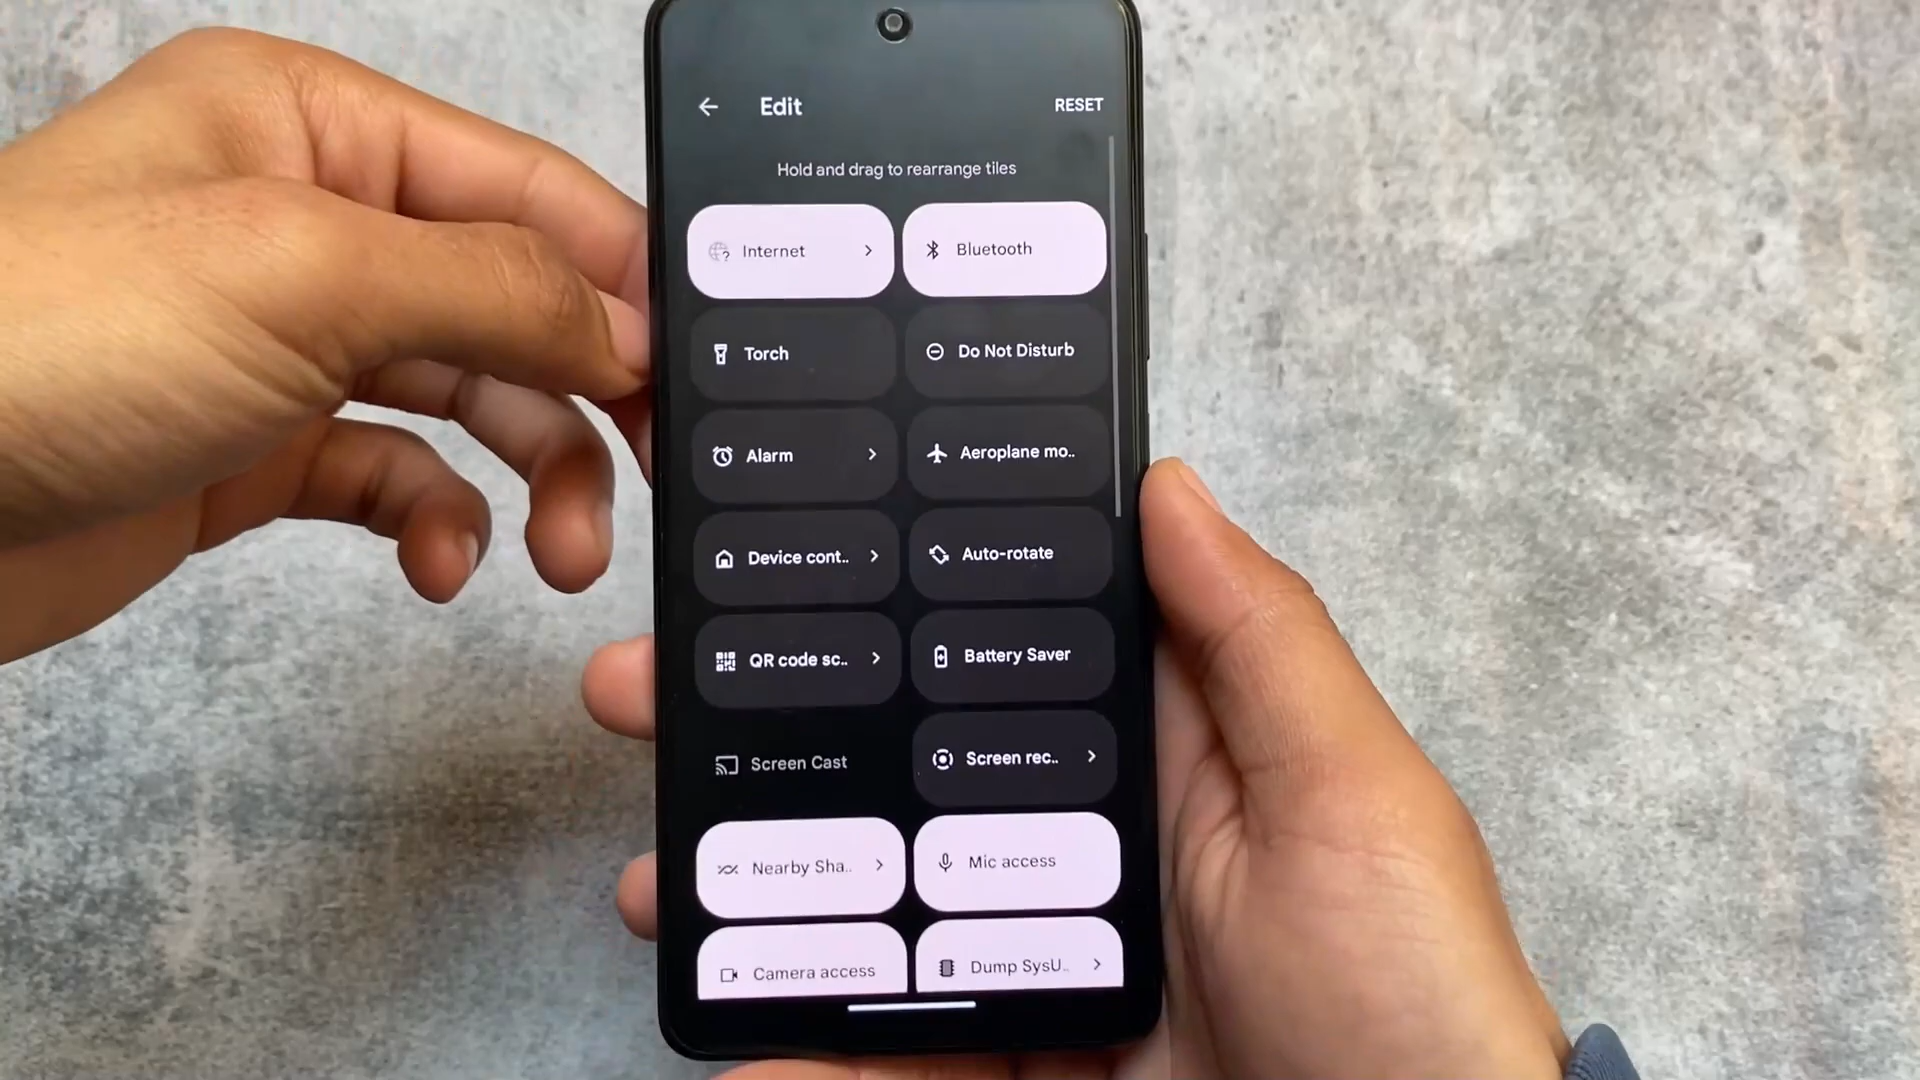 Edit
RESET
Hold and drag to rearrange tiles
Internet
Bluetooth
Torch
Do Not Disturb
Alarm
Aeroplane mo..
Device cont..
Auto-rotate
QR code sc..
Battery Saver
Screen Cast
Screen rec..
Nearby Sha..
Mic access
Camera access
Dump SysU..